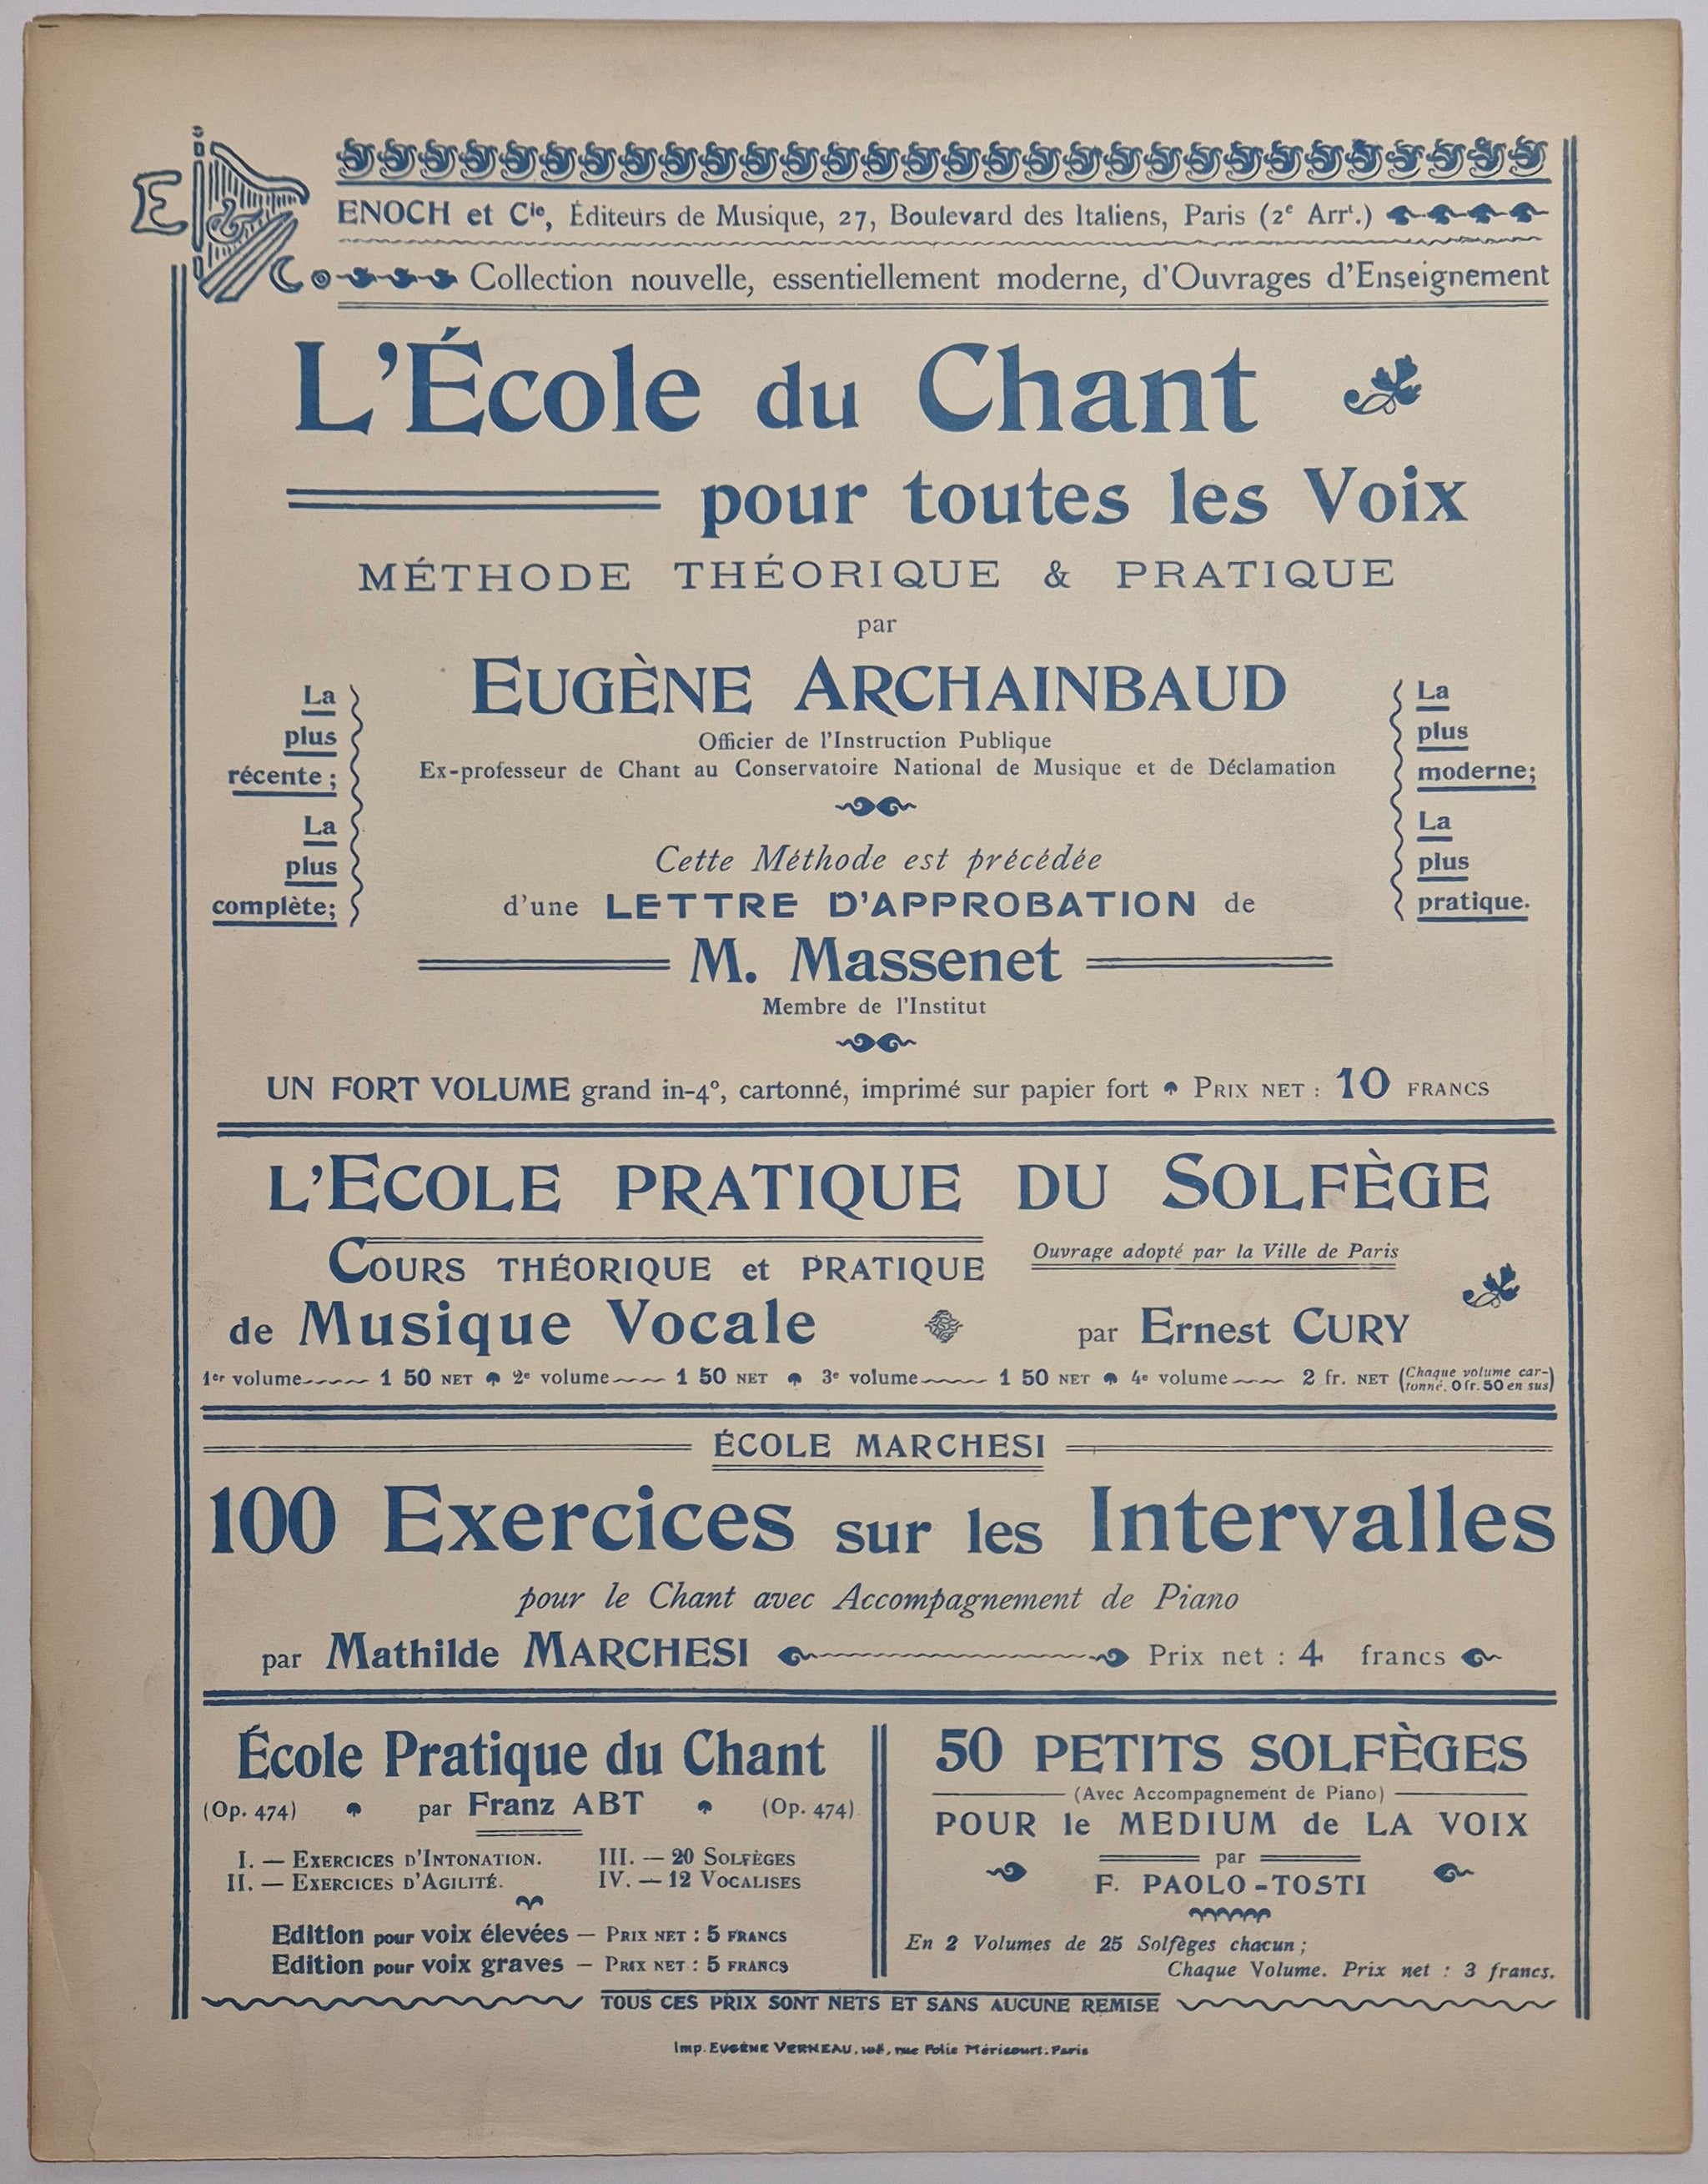 E C
ENOCH et Cie, Éditeurs de Musique, 27, Boulevard des Italiens, Paris (2e Arrt.)
Collection nouvelle, essentiellement moderne, d'Ouvrages d'Enseignement
L'École du Chant
pour toutes les Voix
MÉTHODE THÉORIQUE & PRATIQUE
par
EUGÈNE ARCHAINBAUD
Officier de l'Instruction Publique
Ex-professeur de Chant au Conservatoire National de Musique et de Déclamation
La
plus
récente;
La
plus
complète;
La
plus
moderne;
La
plus
pratique.
Cette Méthode est précédée
d'une LETTRE D'APPROBATION de
M. Massenet
Membre de l'Institut
UN FORT VOLUME grand in-4º, cartonné, imprimé sur papier fort PRIX NET : 10 FRANCS
L'ECOLE PRATIQUE DU SOLFÈGE
COURS THÉORIQUE et PRATIQUE
Ouvrage adopté par la Ville de Paris
de Musique Vocale par Ernest CURY
1er volume 1 50 NET 2e volume 1 50 NET 3e volume 1 50 NET 4e volume 2 fr. NET (Chaque volume car-
tonné, 0 fr. 50 en sus)
ÉCOLE MARCHESI
100 Exercices sur les Intervalles
pour le Chant avec Accompagnement de Piano
par Mathilde MARCHESI Prix net : 4 francs
École Pratique du Chant
(Op. 474) par Franz ABT (Op. 474)
I. — EXERCICES D'INTONATION. III. — 20 SOLFÈGES
II. — EXERCICES D'AGILITÉ. IV. — 12 VOCALISES
Edition pour voix élevées — PRIX NET : 5 FRANCS
Edition pour voix graves — PRIX NET : 5 FRANCS
50 PETITS SOLFÈGES
(Avec Accompagnement de Piano)
POUR le MEDIUM de LA VOIX
par
F. PAOLO-TOSTI
En 2 Volumes de 25 Solfèges chacun;
Chaque Volume. Prix net : 3 francs.
TOUS CES PRIX SONT NETS ET SANS AUCUNE REMISE
Imp. EUGÈNE VERNEAU, rue Folie Méricourt. Paris